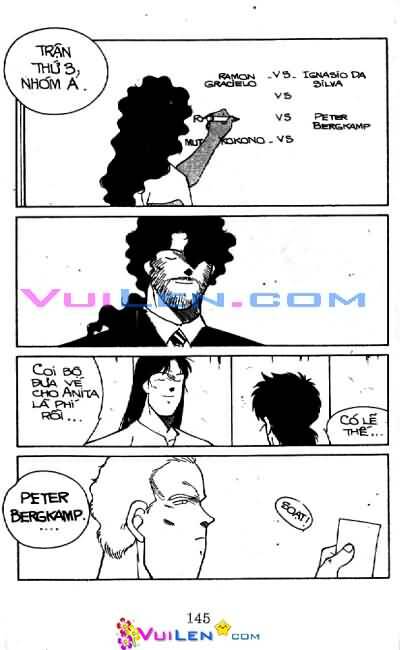 TRẬN
THỨ 3,
NHÓM A.
RAMON
GRACIELO
-VS-
IGNASIO DA
SILVA
VS
VS
PETER
BERGKAMP
MUT
KOKONO - VS
VuiLen.com
COI BỘ
ĐƯA VÉ
CHO ANITA
LÀ PHÍ
RỒI...
CÓ LẼ
THẾ...
PETER
BERGKAMP.
....
SOẠT!
145
VuiLen.com